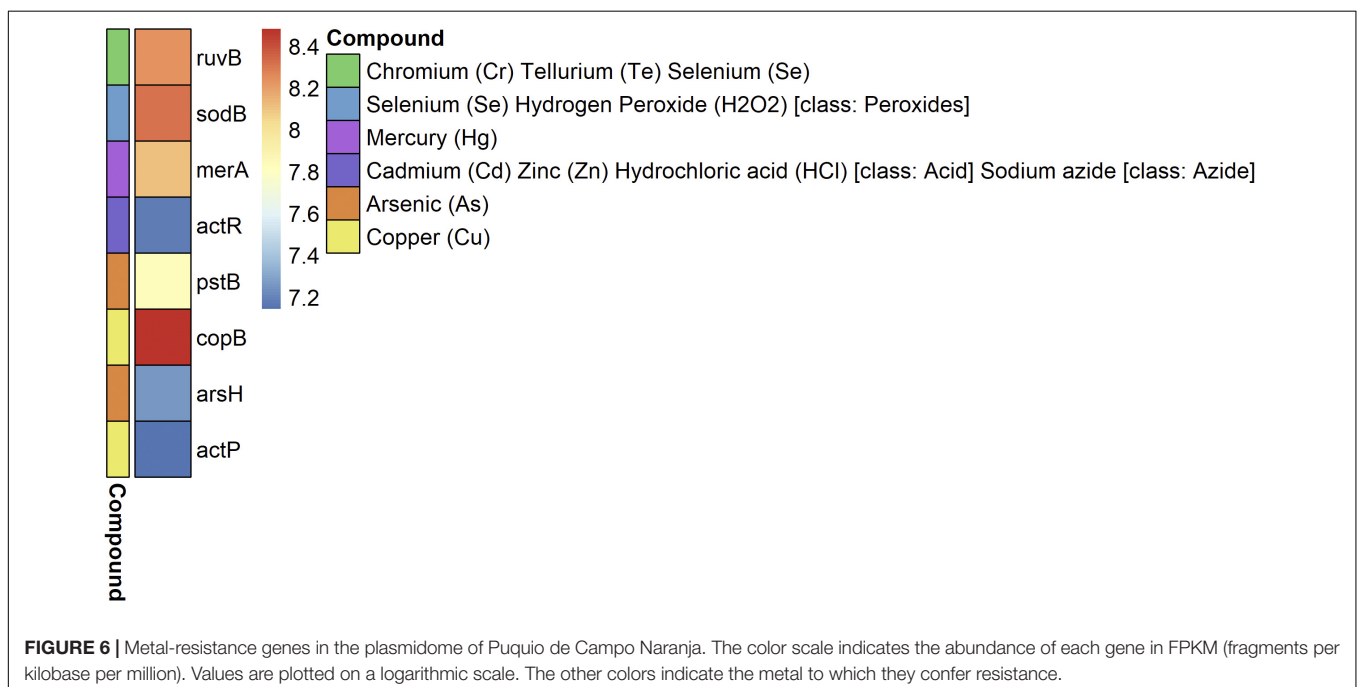 ruvB
sodB
merA
actR
pstB
copB
arsH
actP
Compound
8.4
8.2
8
7.8
7.6
7.4
7.2
Compound
Chromium (Cr) Tellurium (Te) Selenium (Se)
Selenium (Se) Hydrogen Peroxide (H2O2) [class: Peroxides]
Mercury (Hg)
Cadmium (Cd) Zinc (Zn) Hydrochloric acid (HCl) [class: Acid] Sodium azide [class: Azide]
Arsenic (As)
Copper (Cu)
FIGURE 6 | Metal-resistance genes in the plasmidome of Puquio de Campo Naranja. The color scale indicates the abundance of each gene in FPKM (fragments per
kilobase per million). Values are plotted on a logarithmic scale. The other colors indicate the metal to which they confer resistance.